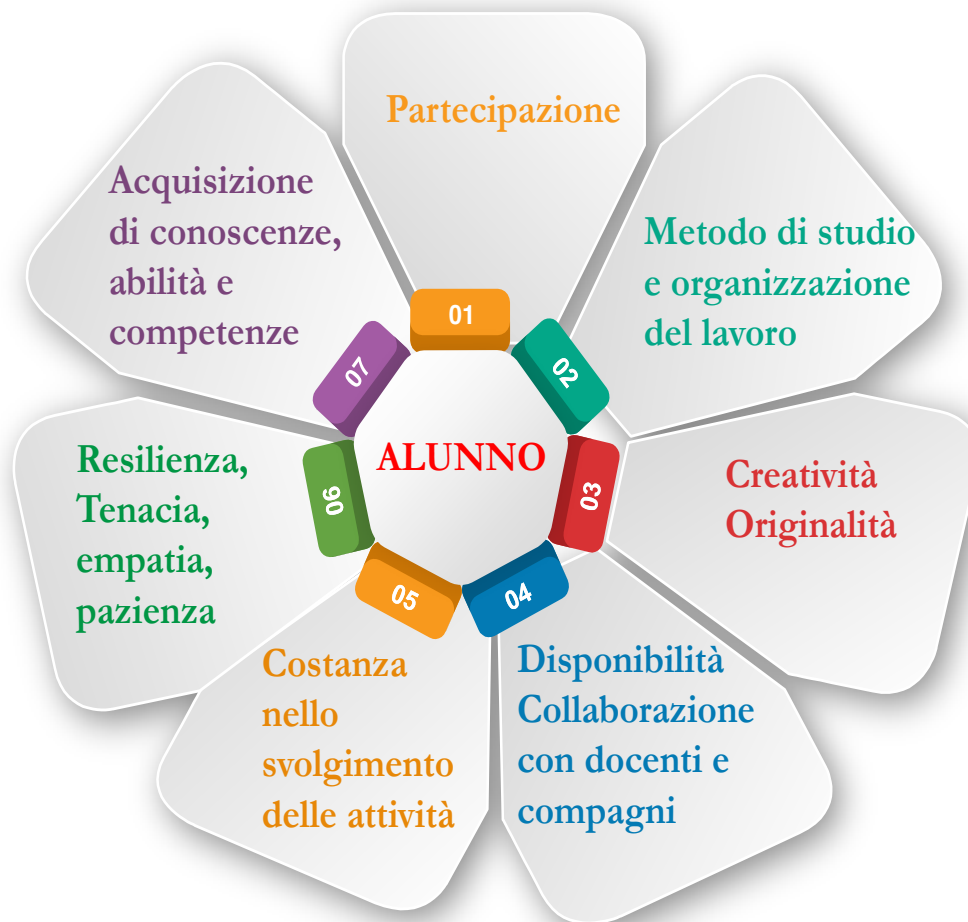 Partecipazione
01
Metodo di studio
e organizzazione
del lavoro
02
Creatività
Originalità
03
Disponibilità
Collaborazione
con docenti e
compagni
04
Costanza
nello
svolgimento
delle attività
05
Resilienza,
Tenacia,
empatia,
pazienza
06
Acquisizione
di conoscenze,
abilità e
competenze
07
ALUNNO